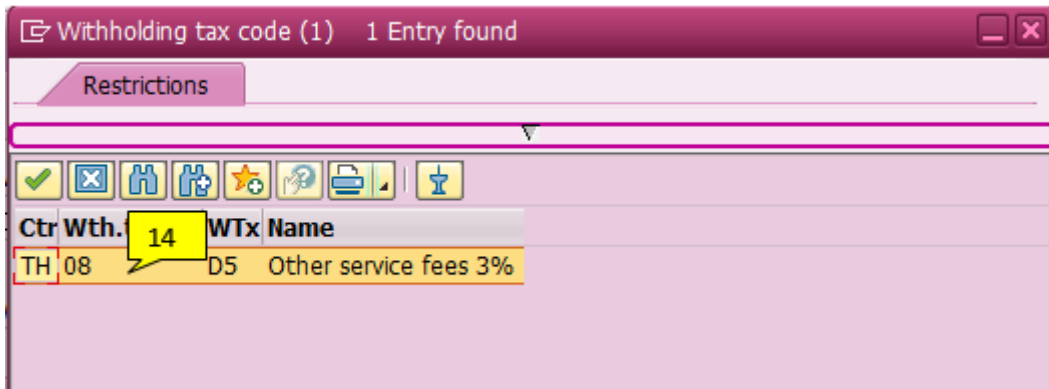 Withholding tax code (1) 1 Entry found
Restrictions
Ctr Wth. WTx Name
14
TH 08 D5 Other service fees 3%